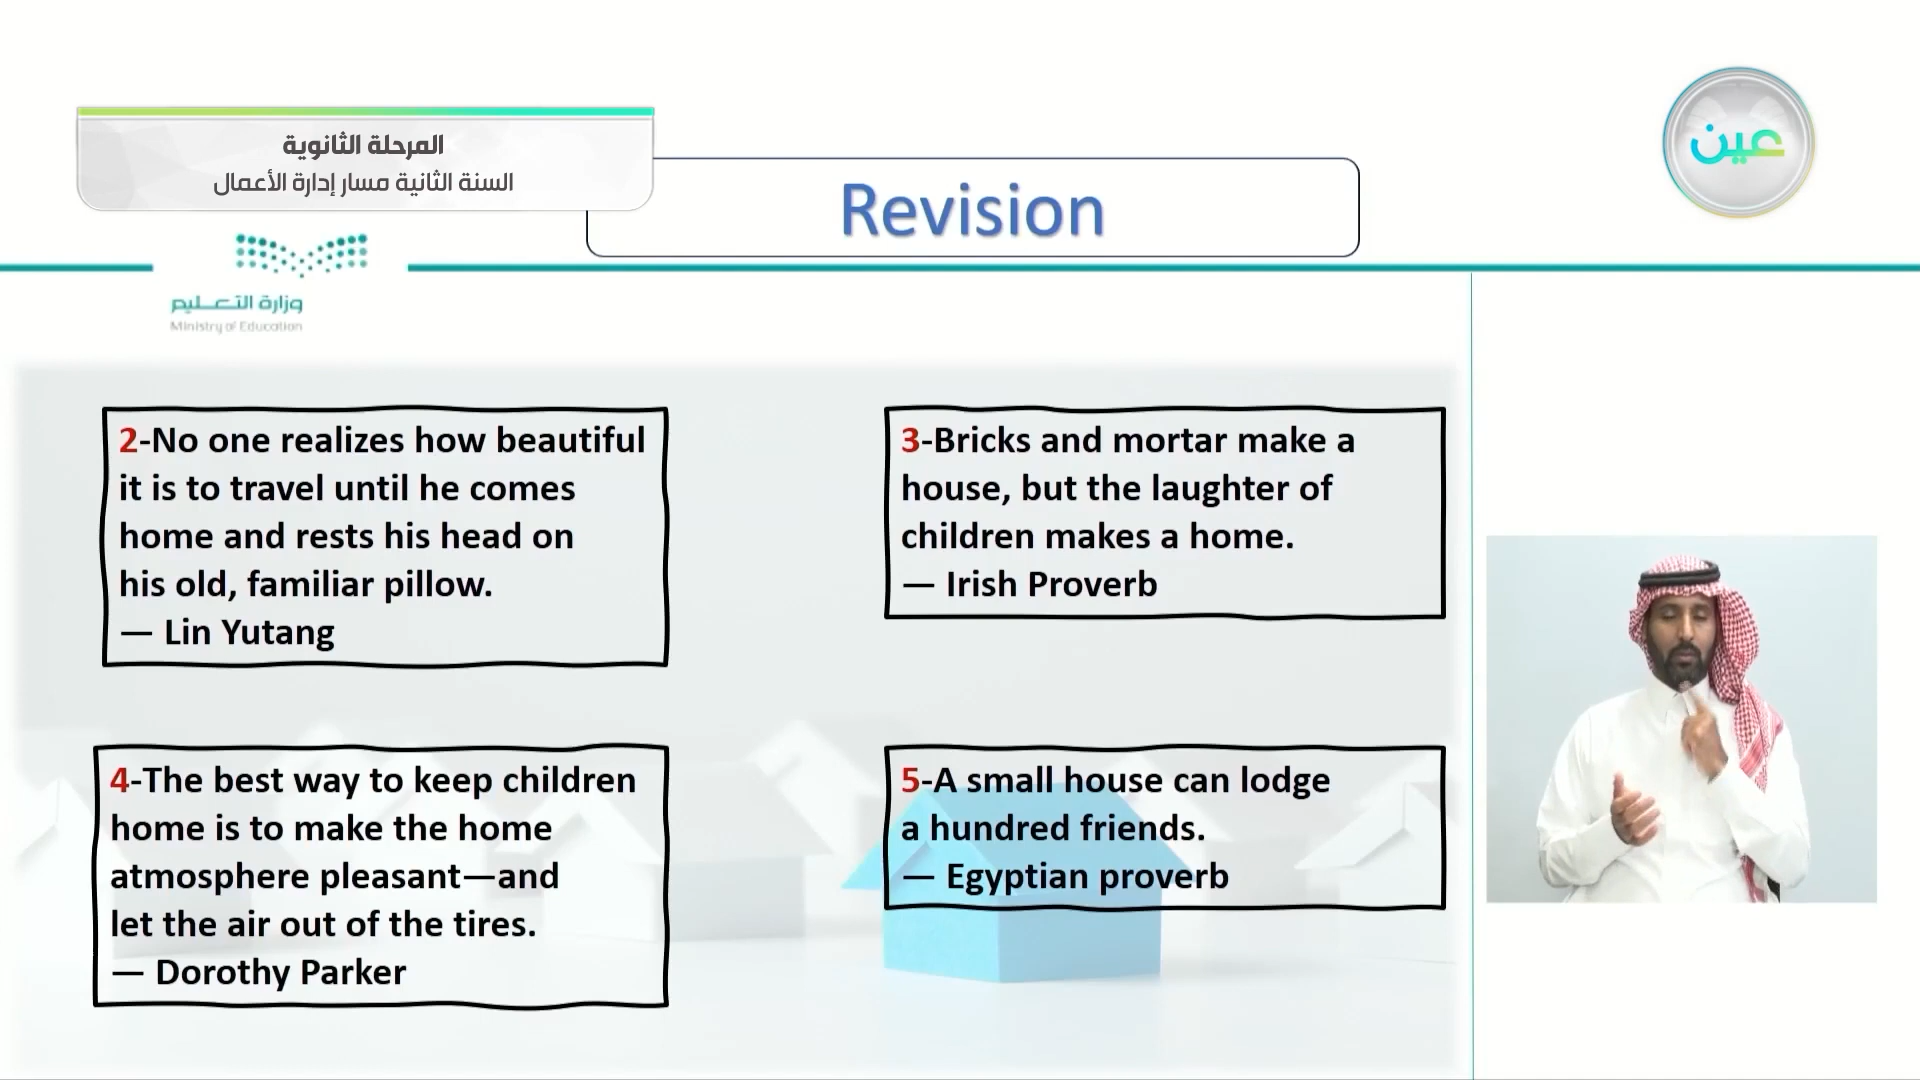 المرحلة الثانوية
السنة الثانية مسار إدارة الأعمال
عين
Revision
وزارة التعليم
Ministry of Education
2-No one realizes how beautiful
it is to travel until he comes
home and rests his head on
his old, familiar pillow.
— Lin Yutang
3-Bricks and mortar make a
house, but the laughter of
children makes a home.
— Irish Proverb
4-The best way to keep children
home is to make the home
atmosphere pleasant—and
let the air out of the tires.
— Dorothy Parker
5-A small house can lodge
a hundred friends.
— Egyptian proverb